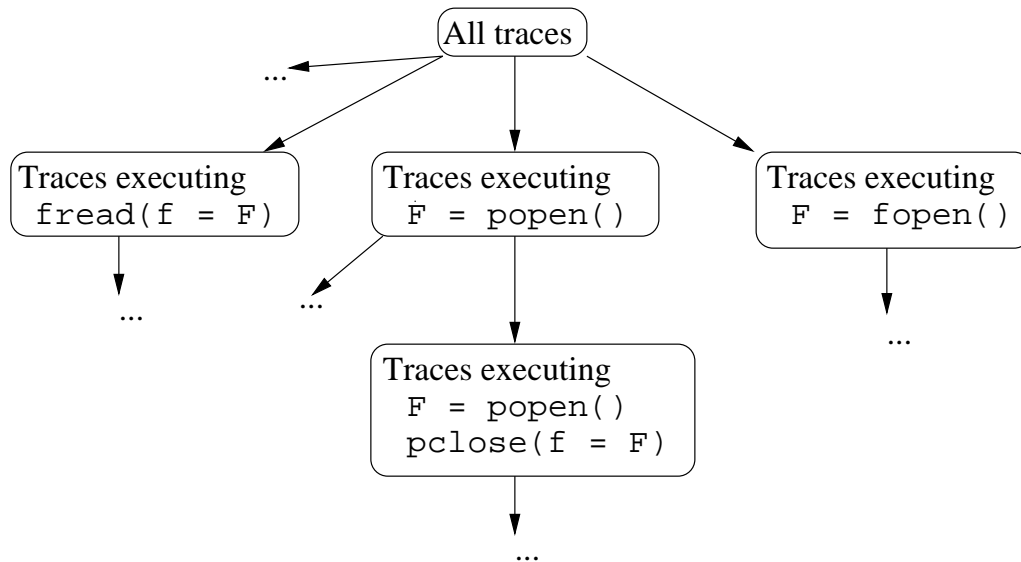 All traces
...
Traces executing
fread(f = F)
Traces executing
F = popen()
Traces executing
F = fopen()
...
...
...
Traces executing
F = popen()
pclose(f = F)
...